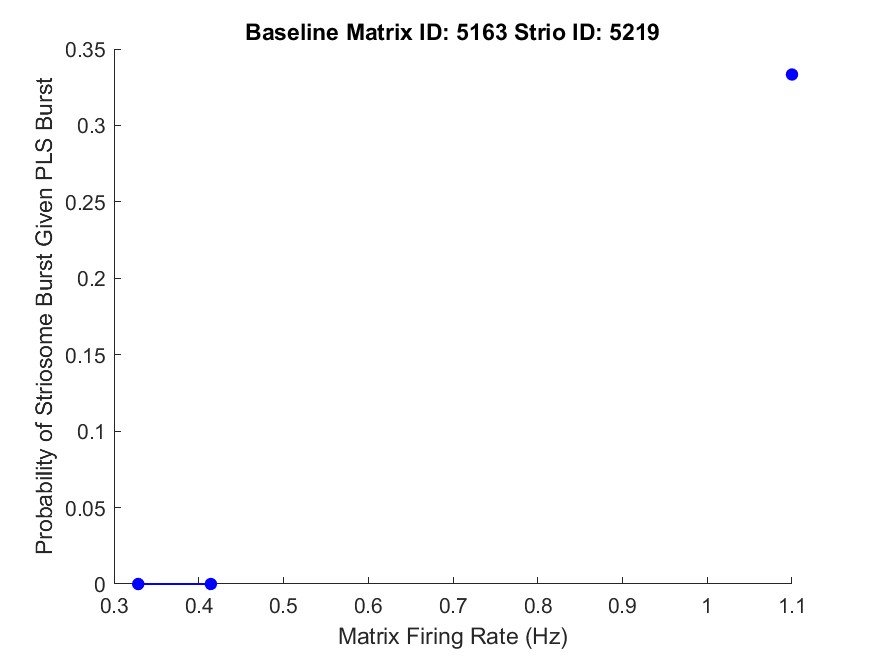 Baseline Matrix ID: 5163 Strio ID: 5219
Probability of Striosome Burst Given PLS Burst
0.35
0.3
0.25
0.2
0.15
0.1
0.05
0
0.3 0.4 0.5 0.6 0.7 0.8 0.9 1 1.1
Matrix Firing Rate (Hz)